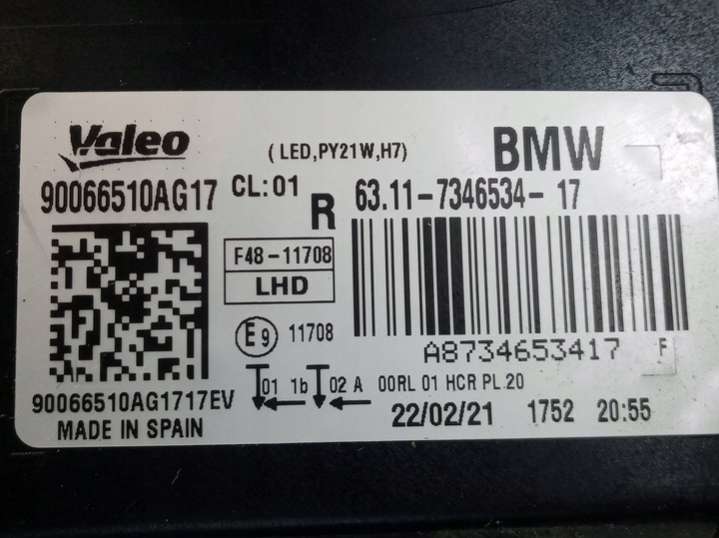 Valeo
(LED,PY21W,H7)
BMW
90066510AG17
CL:01
R
63.11-7346534-17
F48-11708
LHD
E9 11708
A8734653417
F
01 1b 02 A 00RL 01 HCR PL.20
90066510AG1717EV
MADE IN SPAIN
22/02/21 1752 20:55